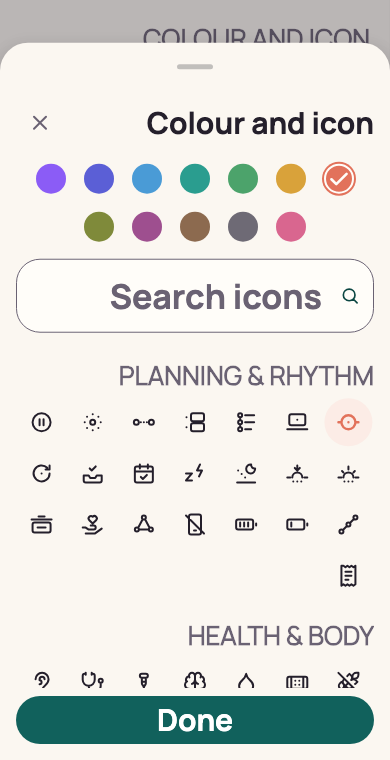 COLOUR AND ICON
Colour and icon
Search icons
PLANNING & RHYTHM
HEALTH & BODY
Done